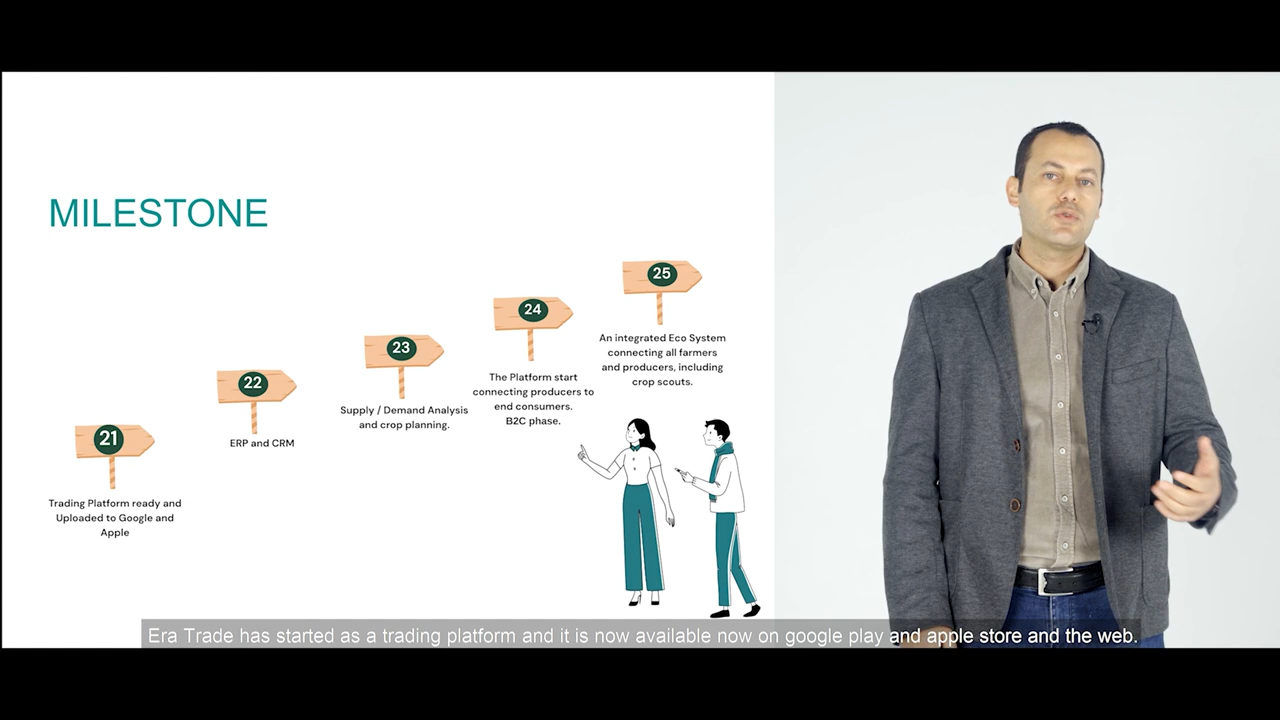 MILESTONE
21
Trading Platform ready and
Uploaded to Google and
Apple
22
ERP and CRM
23
Supply / Demand Analysis
and crop planning.
24
The Platform start
connecting producers to
end consumers.
B2C phase.
25
An integrated Eco System
connecting all farmers
and producers, including
crop scouts.
Era Trade has started as a trading platform and it is now available now on google play and apple store and the web.